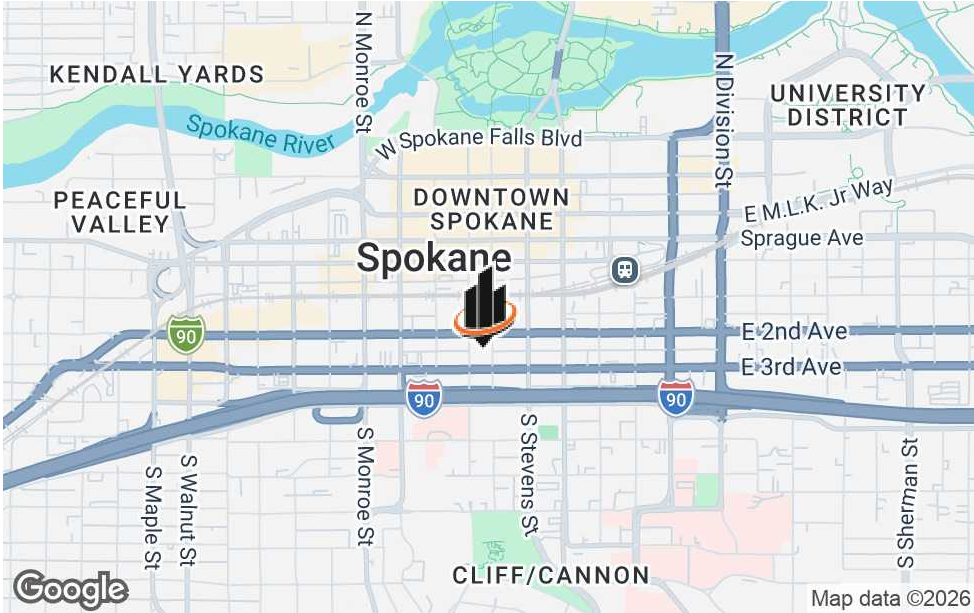 N Monroe St
KENDALL YARDS
N Division St
UNIVERSITY
DISTRICT
Spokane River
W Spokane Falls Blvd
PEACEFUL
VALLEY
DOWNTOWN
SPOKANE
E M.L.K. Jr Way
Sprague Ave
Spokane
90
E 2nd Ave
E 3rd Ave
90
90
S Maple St
S Walnut St
S Monroe St
S Stevens St
S Sherman St
CLIFF/CANNON
Google
Map data ©2026